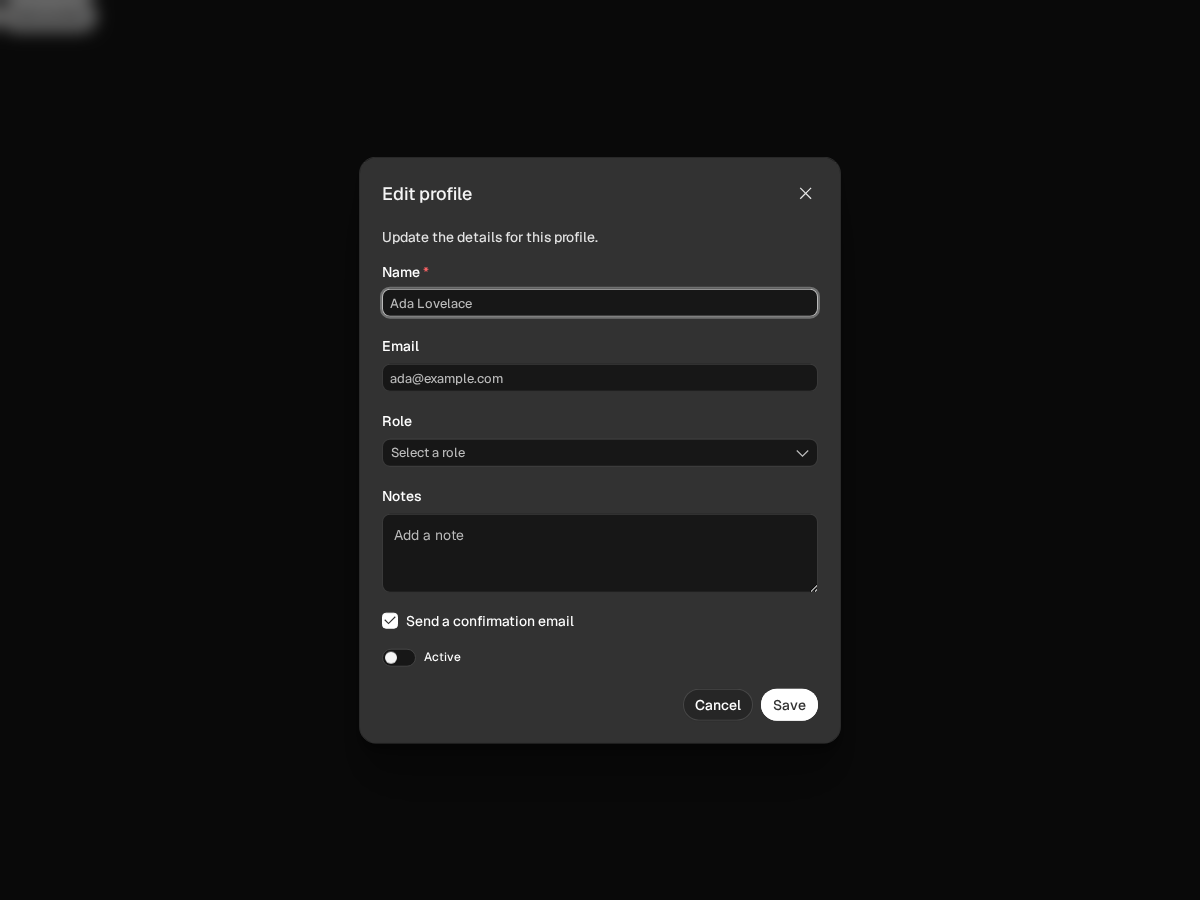 Edit profile
Update the details for this profile.
Name *
Ada Lovelace
Email
ada@example.com
Role
Select a role
Notes
Add a note
Send a confirmation email
Active
Cancel Save